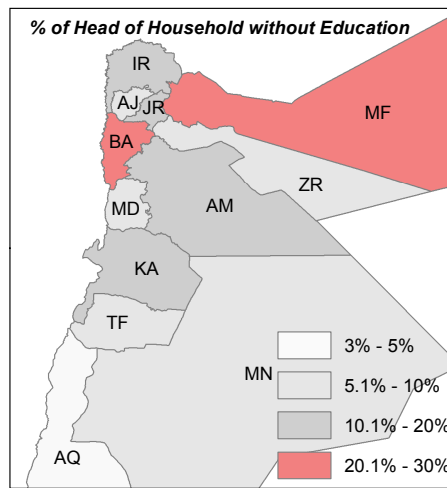 % of Head of Household without Education
IR
AJ
JR
MF
BA
ZR
MD
AM
KA
TF
3% - 5%
5.1% - 10%
MN
10.1% - 20%
AQ
20.1% - 30%